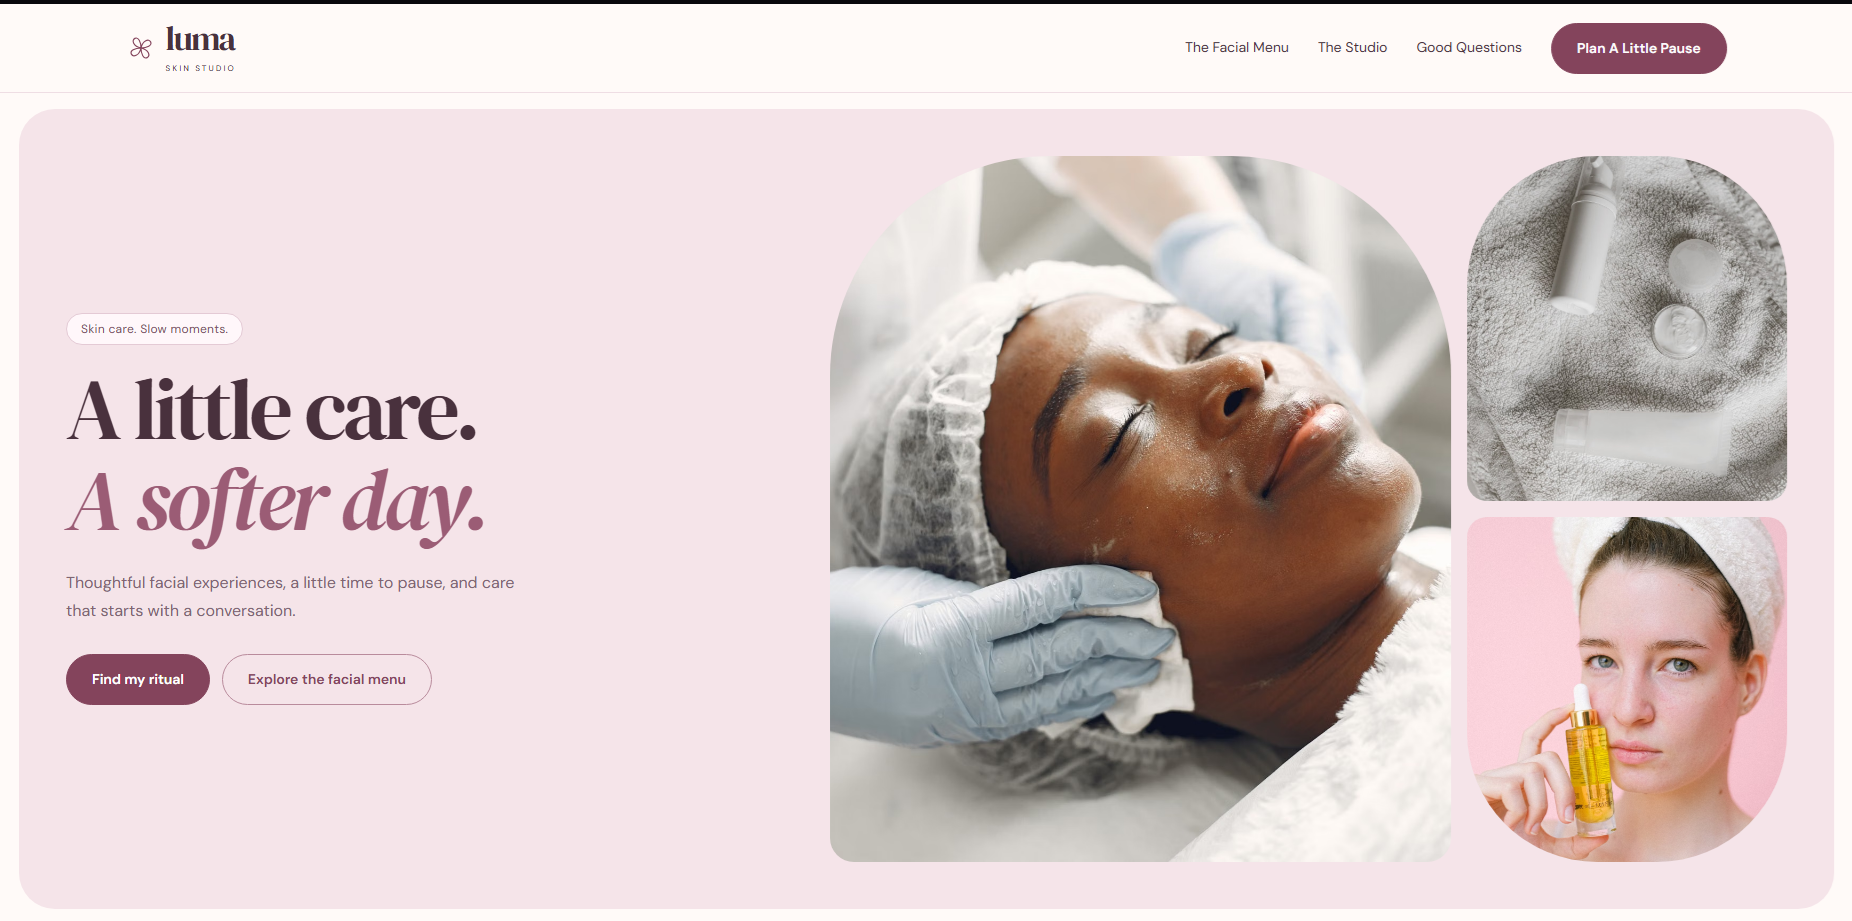 luma
SKIN STUDIO
The Facial Menu
The Studio
Good Questions
Plan A Little Pause
Skin care. Slow moments.
A little care.
A softer day.
Thoughtful facial experiences, a little time to pause, and care
that starts with a conversation.
Find my ritual
Explore the facial menu